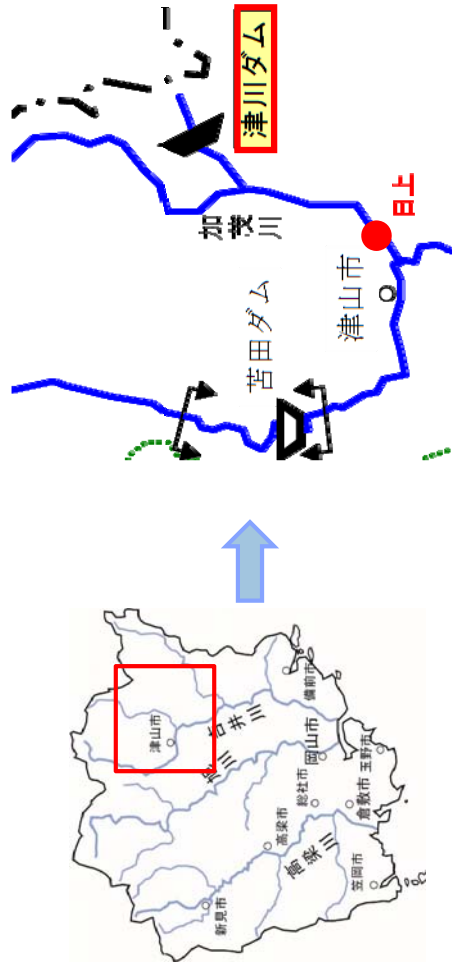 津川ダム
加茂川
日上
津山市
苫田ダム
津山市
旭川
吉井川
備前市
岡山市
総社市
玉野市
倉敷市
高梁市
高梁川
新見市
笠岡市